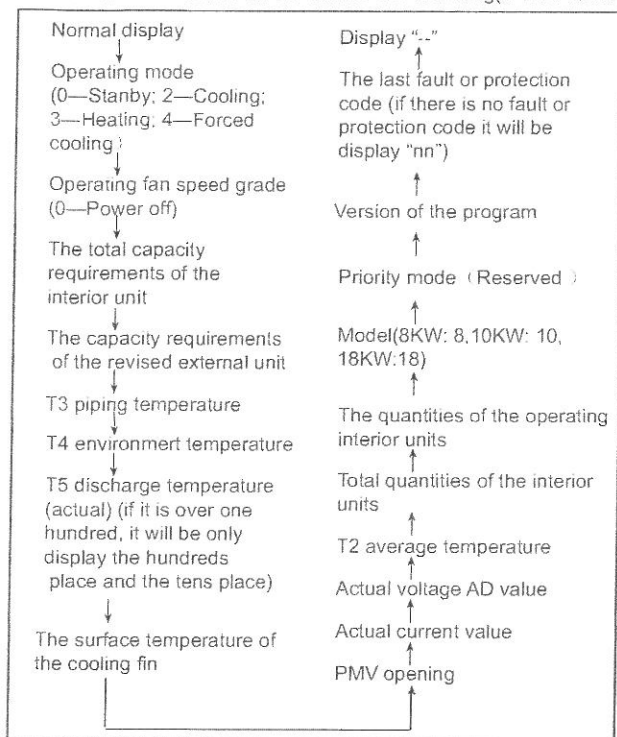 Normal display
Operating mode
(0—Stanby; 2—Cooling;
3—Heating; 4—Forced
cooling)
Operating fan speed grade
(0—Power off)
The total capacity
requirements of the
interior unit
The capacity requirements
of the revised external unit
T3 piping temperature
T4 environmert temperature
T5 discharge temperature
(actual) (if it is over one
hundred, it will be only
display the hundreds
place and the tens place)
The surface temperature of
the cooling fin
PMV opening
Actual current value
Actual voltage AD value
T2 average temperature
Total quantities of the interior
units
The quantities of the operating
interior units
Model(8KW: 8,10KW: 10,
18KW:18)
Priority mode (Reserved)
Version of the program
The last fault or protection
code (if there is no fault or
protection code it will be
display “nn”)
Display “--”